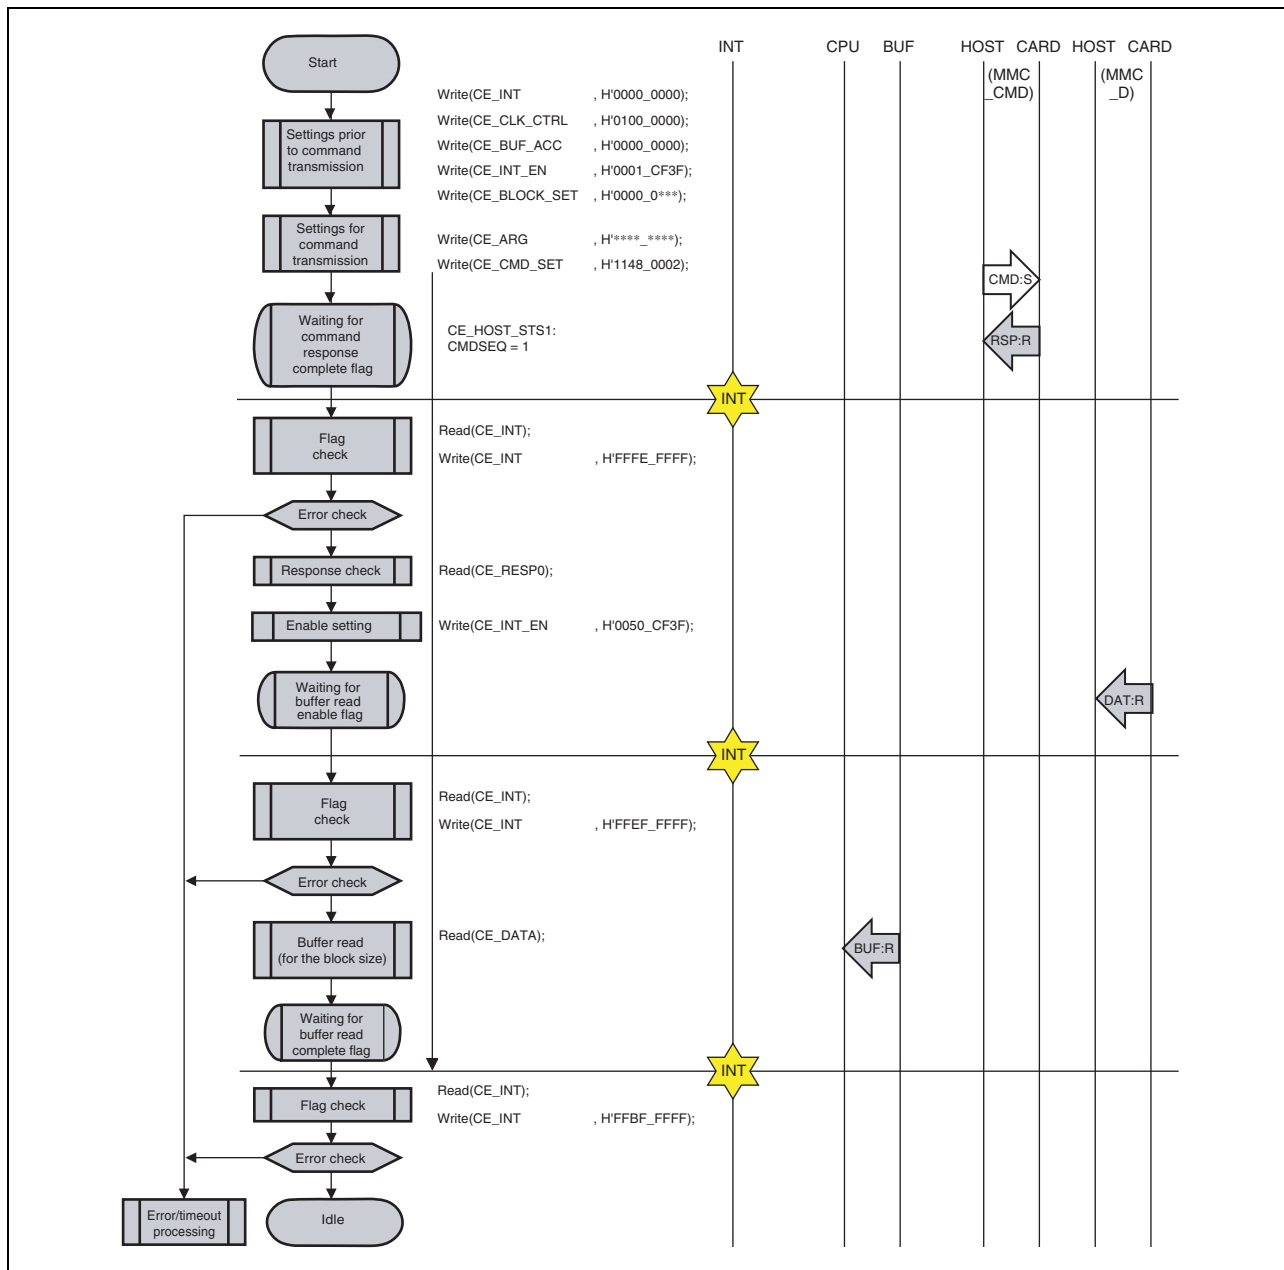 INT CPU BUF HOST CARD HOST CARD
(MMC
_CMD)
(MMC
_D)
Start
Write(CE_INT , H'0000_0000);
Write(CE_CLK_CTRL , H'0100_0000);
Settings prior
to command
transmission
Write(CE_BUF_ACC , H'0000_0000);
Write(CE_INT_EN , H'0001_CF3F);
Write(CE_BLOCK_SET , H'0000_0***);
Settings for
command
transmission
Write(CE_ARG , H'****_****);
Write(CE_CMD_SET , H'1148_0002);
CMD:S
Waiting for
command
response
complete flag
CE_HOST_STS1:
CMDSEQ = 1
RSP:R
INT
Flag
check
Read(CE_INT);
Write(CE_INT , H'FFFE_FFFF);
Error check
Response check
Read(CE_RESP0);
Enable setting
Write(CE_INT_EN , H'0050_CF3F);
Waiting for
buffer read
enable flag
DAT:R
INT
Flag
check
Read(CE_INT);
Write(CE_INT , H'FFEF_FFFF);
Error check
Buffer read
(for the block size)
Read(CE_DATA);
BUF:R
Waiting for
buffer read
complete flag
INT
Flag check
Read(CE_INT);
Write(CE_INT , H'FFBF_FFFF);
Error check
Error/timeout
processing
Idle